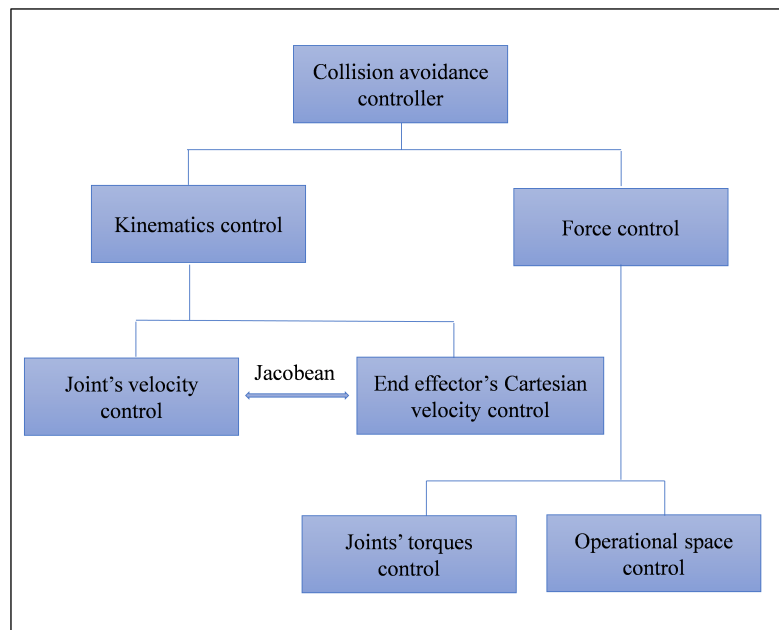 Collision avoidance
controller
Kinematics control
Force control
Joint’s velocity
control
Jacobean
End effector’s Cartesian
velocity control
Joints’ torques
control
Operational space
control